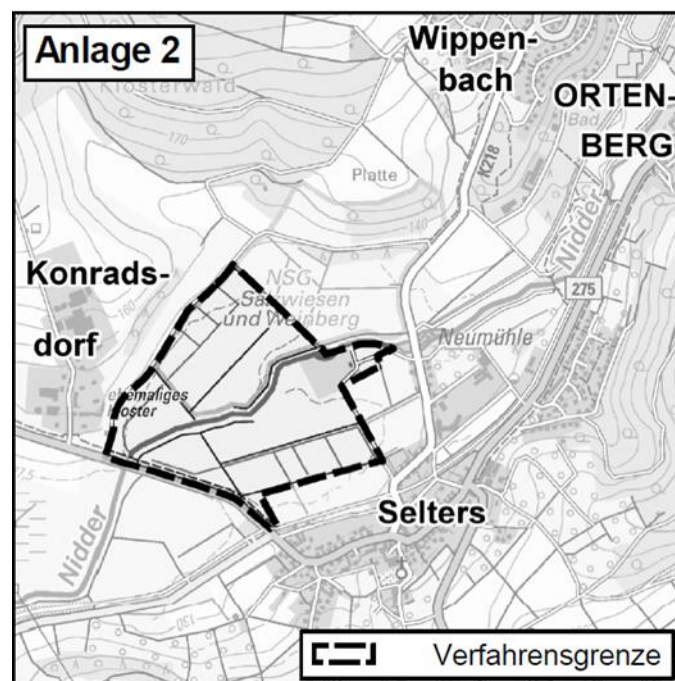 Anlage 2
Klosterwald
170
Wippen-
bach
ORTEN-
BERG
Bad
K218
Platte
140
Nidder
275
Konrads-
dorf
160
NSG
Salzwiesen
und Weinberg
Neumühle
ehemaliges
Kloster
Selters
Nidder
130
Verfahrensgrenze